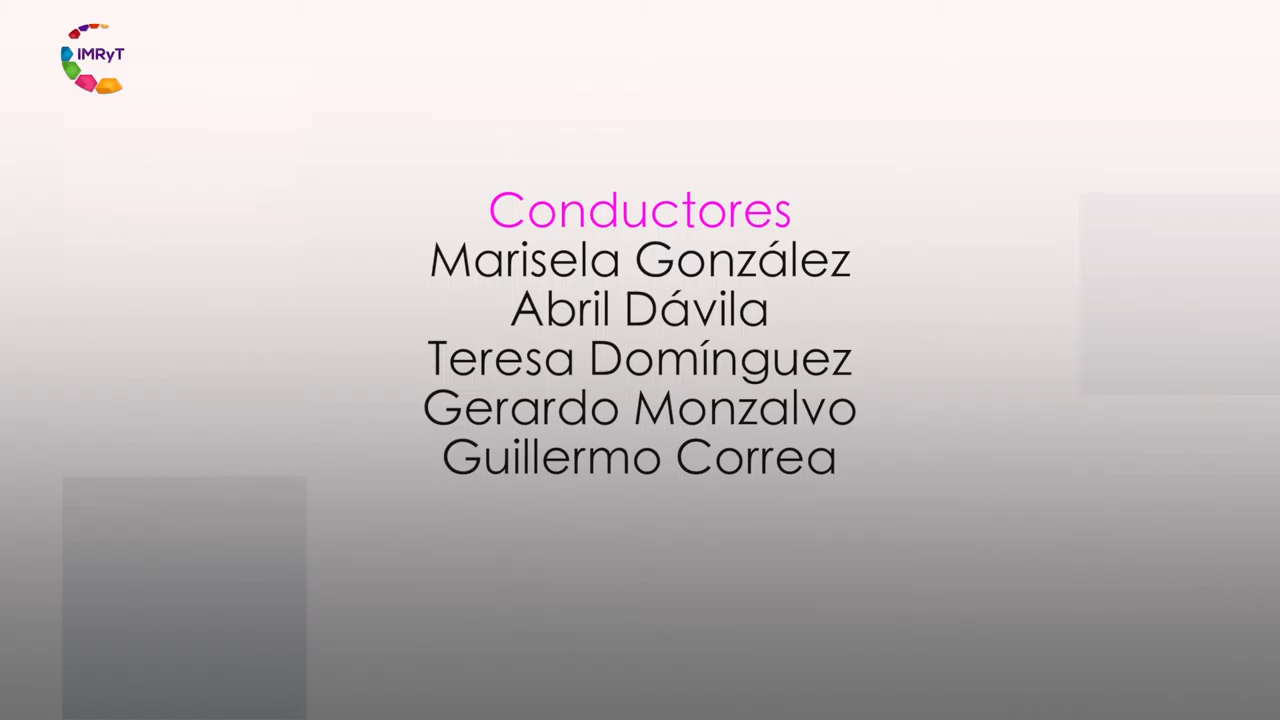 IMRyT
Conductores
Marisela González
Abril Dávila
Teresa Domínguez
Gerardo Monzalvo
Guillermo Correa